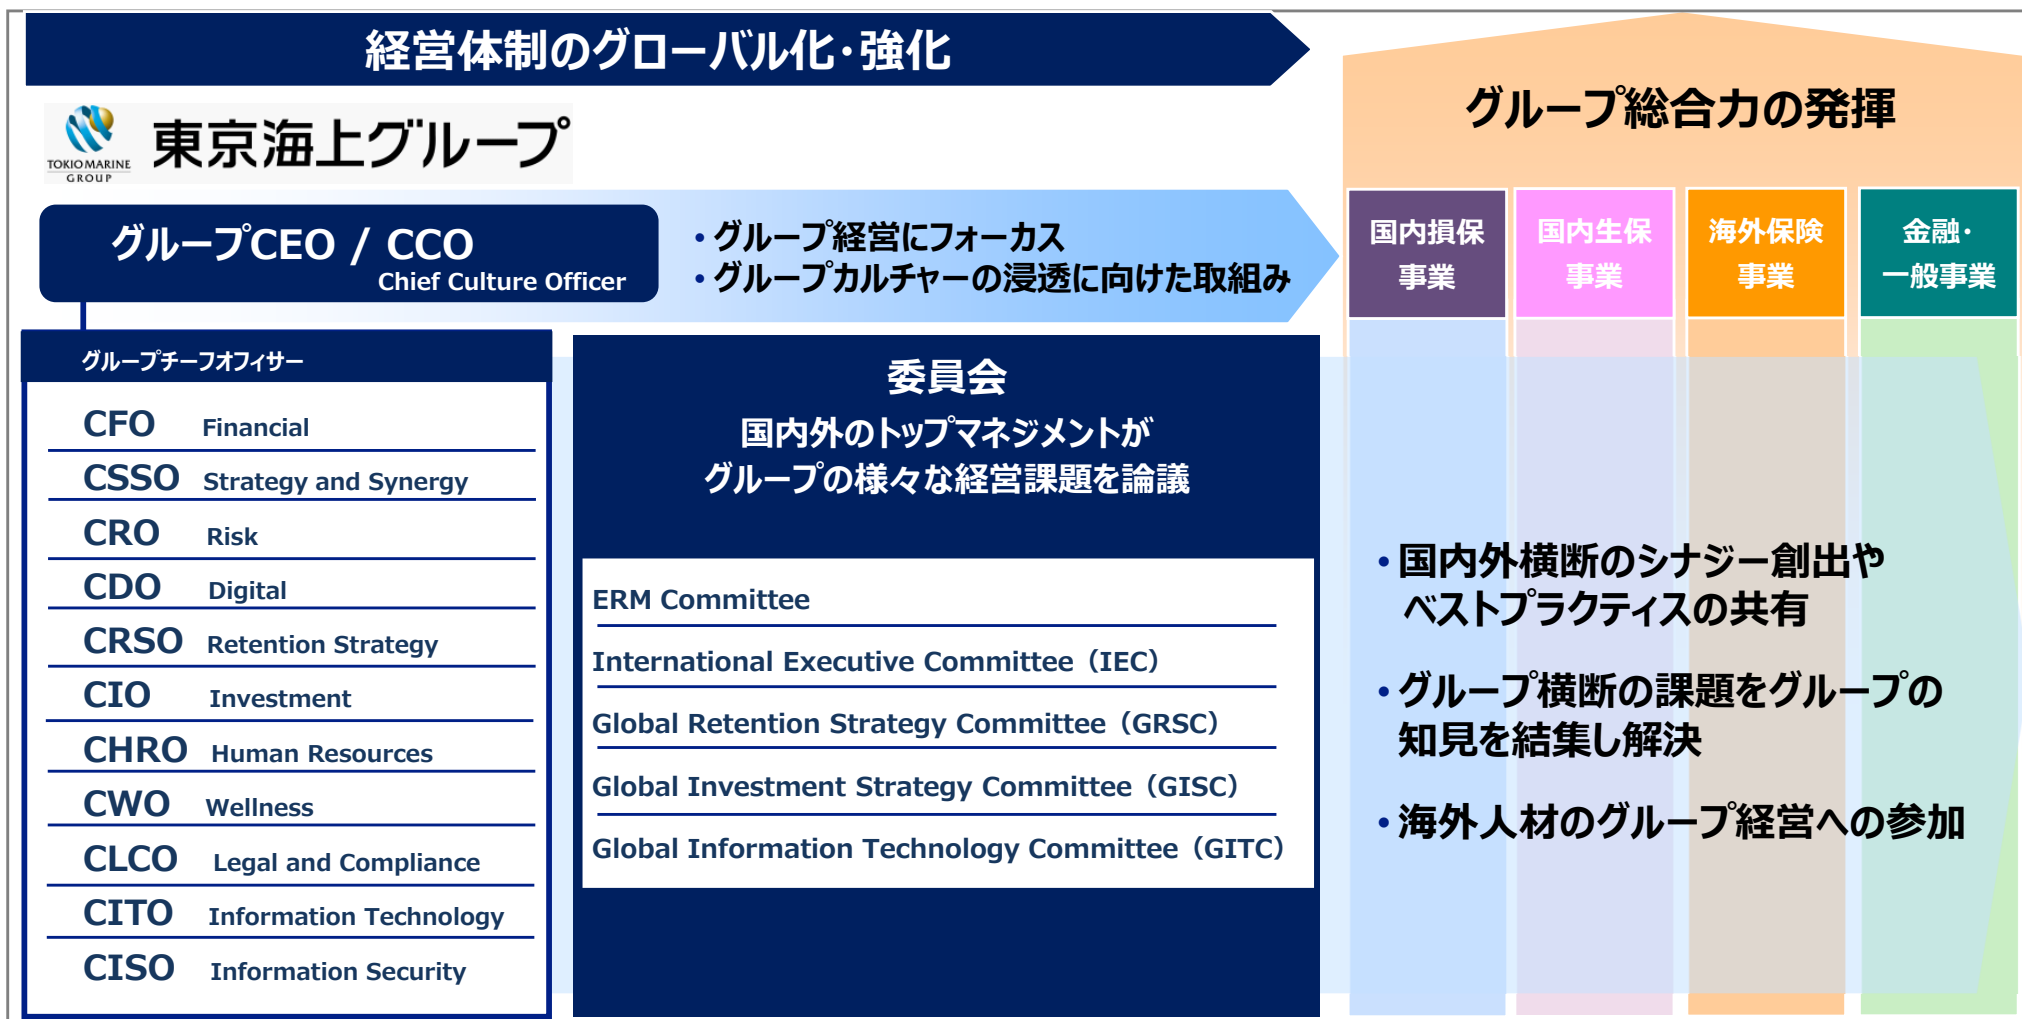 経営体制のグローバル化・強化
TOKIO MARINE
GROUP
東京海上グループ
グループCEO / CCO
Chief Culture Officer
・グループ経営にフォーカス
・グループカルチャーの浸透に向けた取組み
グループチーフオフィサー
CFO Financial
CSSO Strategy and Synergy
CRO Risk
CDO Digital
CRSO Retention Strategy
CIO Investment
CHRO Human Resources
CWO Wellness
CLCO Legal and Compliance
CITO Information Technology
CISO Information Security
委員会
国内外のトップマネジメントが
グループの様々な経営課題を論議
ERM Committee
International Executive Committee（IEC）
Global Retention Strategy Committee（GRSC）
Global Investment Strategy Committee（GISC）
Global Information Technology Committee（GITC）
グループ総合力の発揮
国内損保
事業
国内生保
事業
海外保険
事業
金融・
一般事業
・国内外横断のシナジー創出や
ベストプラクティスの共有
・グループ横断の課題をグループの
知見を結集し解決
・海外人材のグループ経営への参加